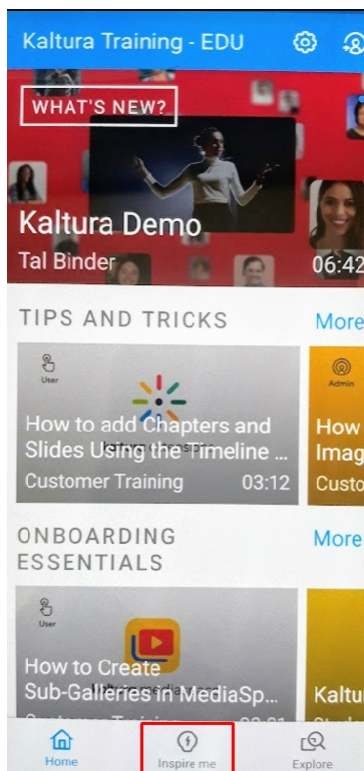 Kaltura Training - EDU
WHAT'S NEW?
Kaltura Demo
Tal Binder
06:42
TIPS AND TRICKS
More
User
How to add Chapters and
Slides Using the Timeline ...
Customer Training
03:12
Admin
How
Imag
Custo
ONBOARDING
ESSENTIALS
More
User
How to Create
Sub-Galleries in MediaSp...
Kaltu
Home
Inspire me
Explore